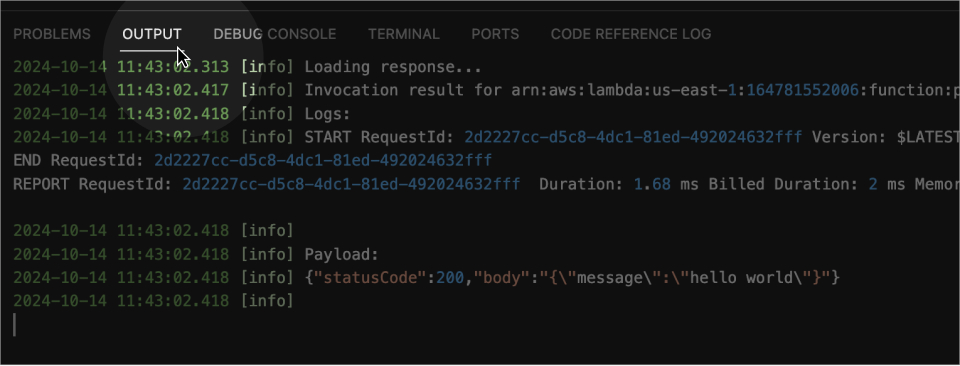 PROBLEMS OUTPUT DEBUG CONSOLE TERMINAL PORTS CODE REFERENCE LOG
2024-10-14 11:43:02.313 [info] Loading response...
2024-10-14 11:43:02.417 [info] Invocation result for arn:aws:lambda:us-east-1:164781552006:function:p
2024-10-14 11:43:02.418 [info] Logs:
2024-10-14 11:43:02.418 [info] START RequestId: 2d2227cc-d5c8-4dc1-81ed-492024632fff Version: $LATEST
END RequestId: 2d2227cc-d5c8-4dc1-81ed-492024632fff
REPORT RequestId: 2d2227cc-d5c8-4dc1-81ed-492024632fff Duration: 1.68 ms Billed Duration: 2 ms Memor
2024-10-14 11:43:02.418 [info]
2024-10-14 11:43:02.418 [info] Payload:
2024-10-14 11:43:02.418 [info] {"statusCode":200,"body":"{\"message\":\"hello world\"}"}
2024-10-14 11:43:02.418 [info]